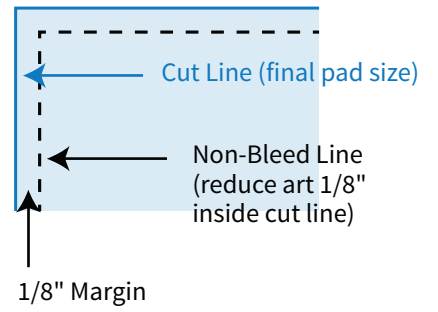 Cut Line (final pad size)
Non-Bleed Line
(reduce art 1/8"
inside cut line)
1/8" Margin